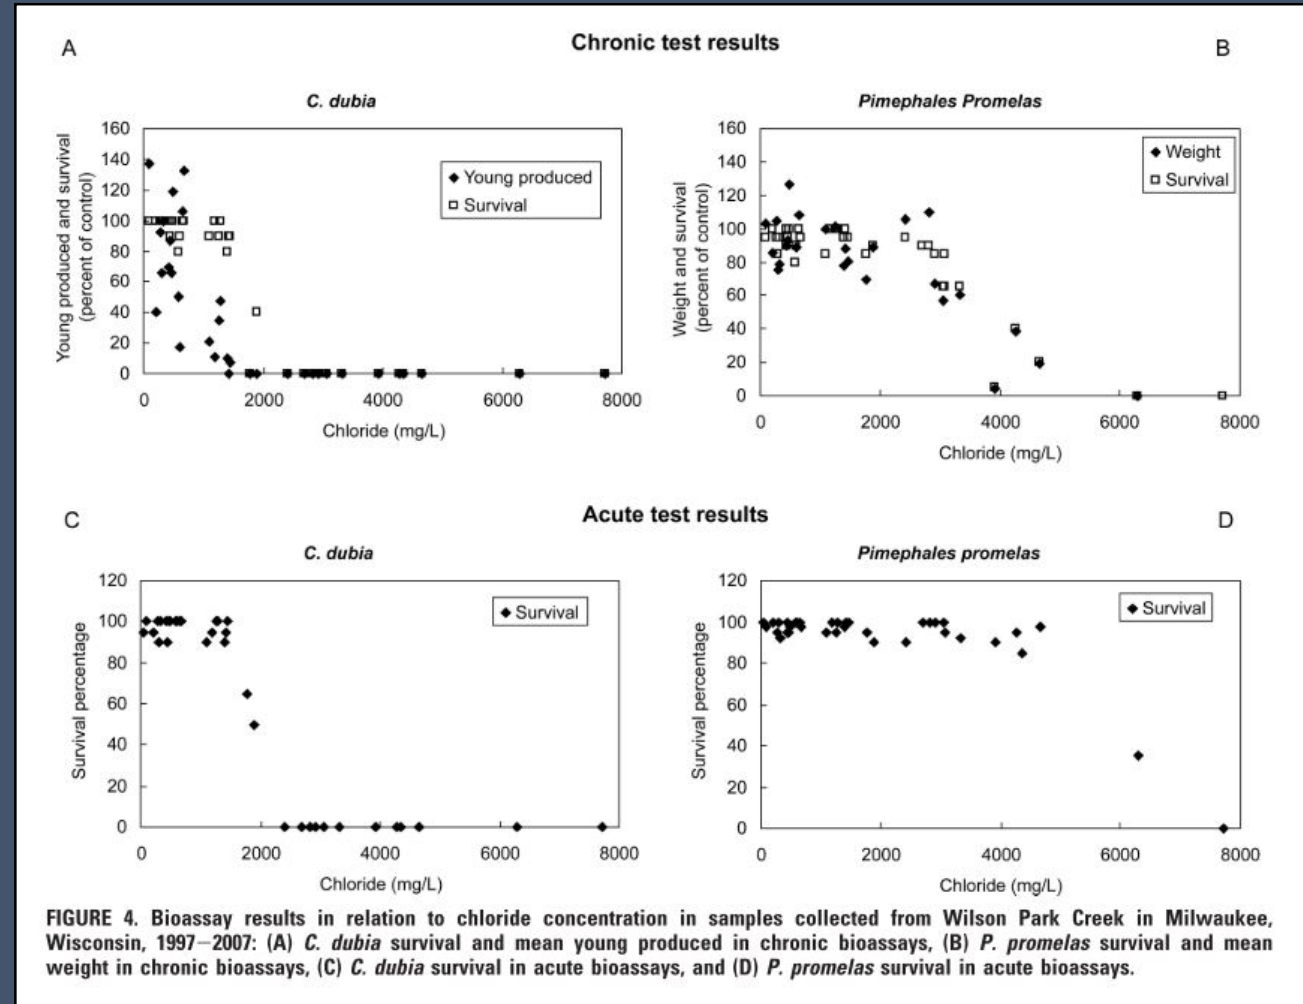 A
Chronic test results
B
C. dubia
Young produced and survival
(percent of control)
160
140
120
100
80
60
40
20
0
0 2000 4000 6000 8000
Chloride (mg/L)
Young produced
Survival
Pimephales Promelas
Weight and survival
(percent of control)
160
140
120
100
80
60
40
20
0
0 2000 4000 6000 8000
Chloride (mg/L)
Weight
Survival
C
Acute test results
D
C. dubia
Survival percentage
120
100
80
60
40
20
0
0 2000 4000 6000 8000
Chloride (mg/L)
Survival
Pimephales promelas
Survival percentage
120
100
80
60
40
20
0
0 2000 4000 6000 8000
Chloride (mg/L)
Survival
FIGURE 4. Bioassay results in relation to chloride concentration in samples collected from Wilson Park Creek in Milwaukee,
Wisconsin, 1997−2007: (A) C. dubia survival and mean young produced in chronic bioassays, (B) P. promelas survival and mean
weight in chronic bioassays, (C) C. dubia survival in acute bioassays, and (D) P. promelas survival in acute bioassays.